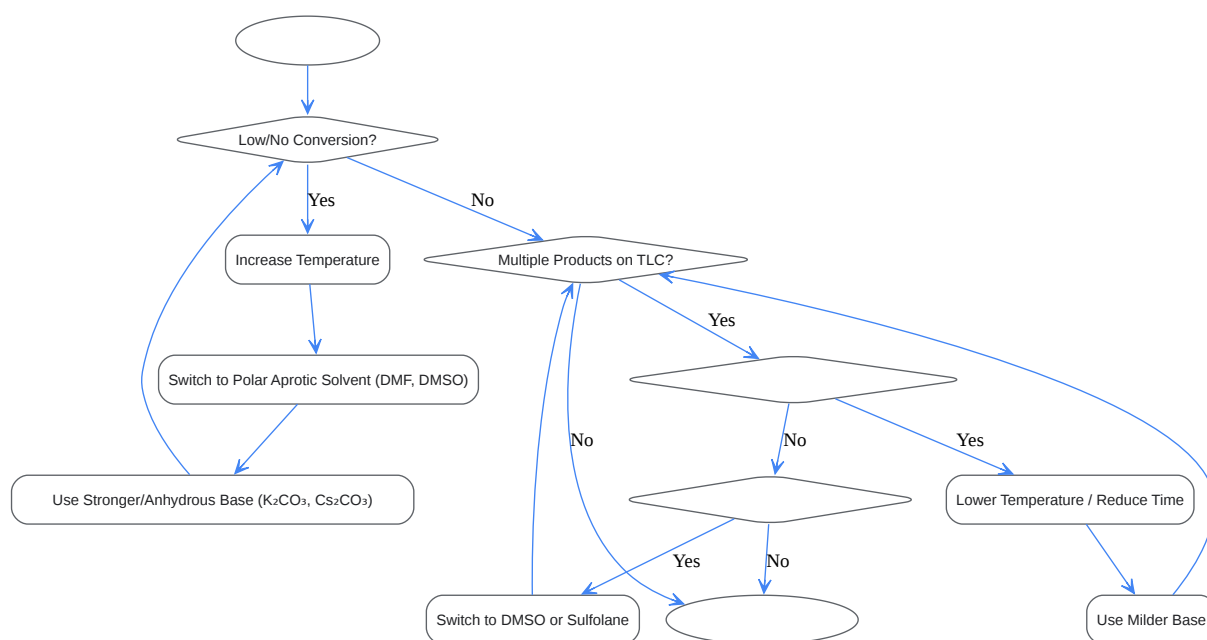 Low/No Conversion?
Yes
No
Increase Temperature
Multiple Products on TLC?
Yes
Switch to Polar Aprotic Solvent (DMF, DMSO)
No
No
Yes
Use Stronger/Anhydrous Base (K₂CO₃, Cs₂CO₃)
Lower Temperature / Reduce Time
Yes
No
Switch to DMSO or Sulfolane
Use Milder Base